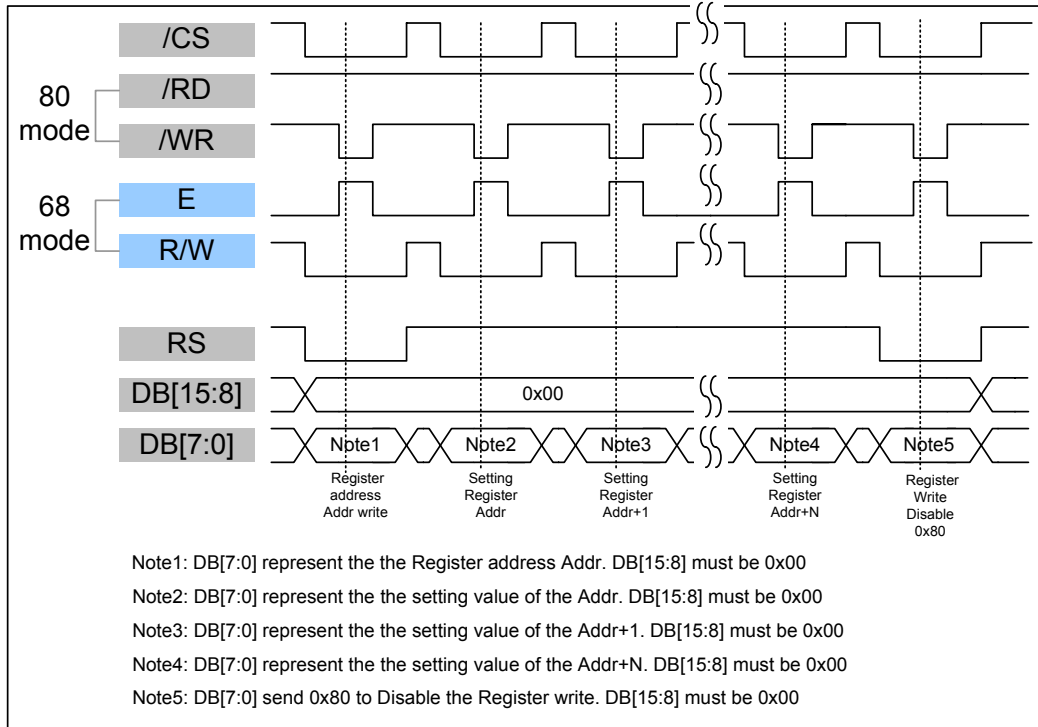 /CS
/RD
80
mode
/WR
E
68
mode
R/W
RS
DB[15:8]
0x00
DB[7:0]
Note1
Note2
Note3
Note4
Note5
Register
address
Addr write
Setting
Register
Addr
Setting
Register
Addr+1
Setting
Register
Addr+N
Register
Write
Disable
0x80
Note1: DB[7:0] represent the the Register address Addr. DB[15:8] must be 0x00
Note2: DB[7:0] represent the the setting value of the Addr. DB[15:8] must be 0x00
Note3: DB[7:0] represent the the setting value of the Addr+1. DB[15:8] must be 0x00
Note4: DB[7:0] represent the the setting value of the Addr+N. DB[15:8] must be 0x00
Note5: DB[7:0] send 0x80 to Disable the Register write. DB[15:8] must be 0x00